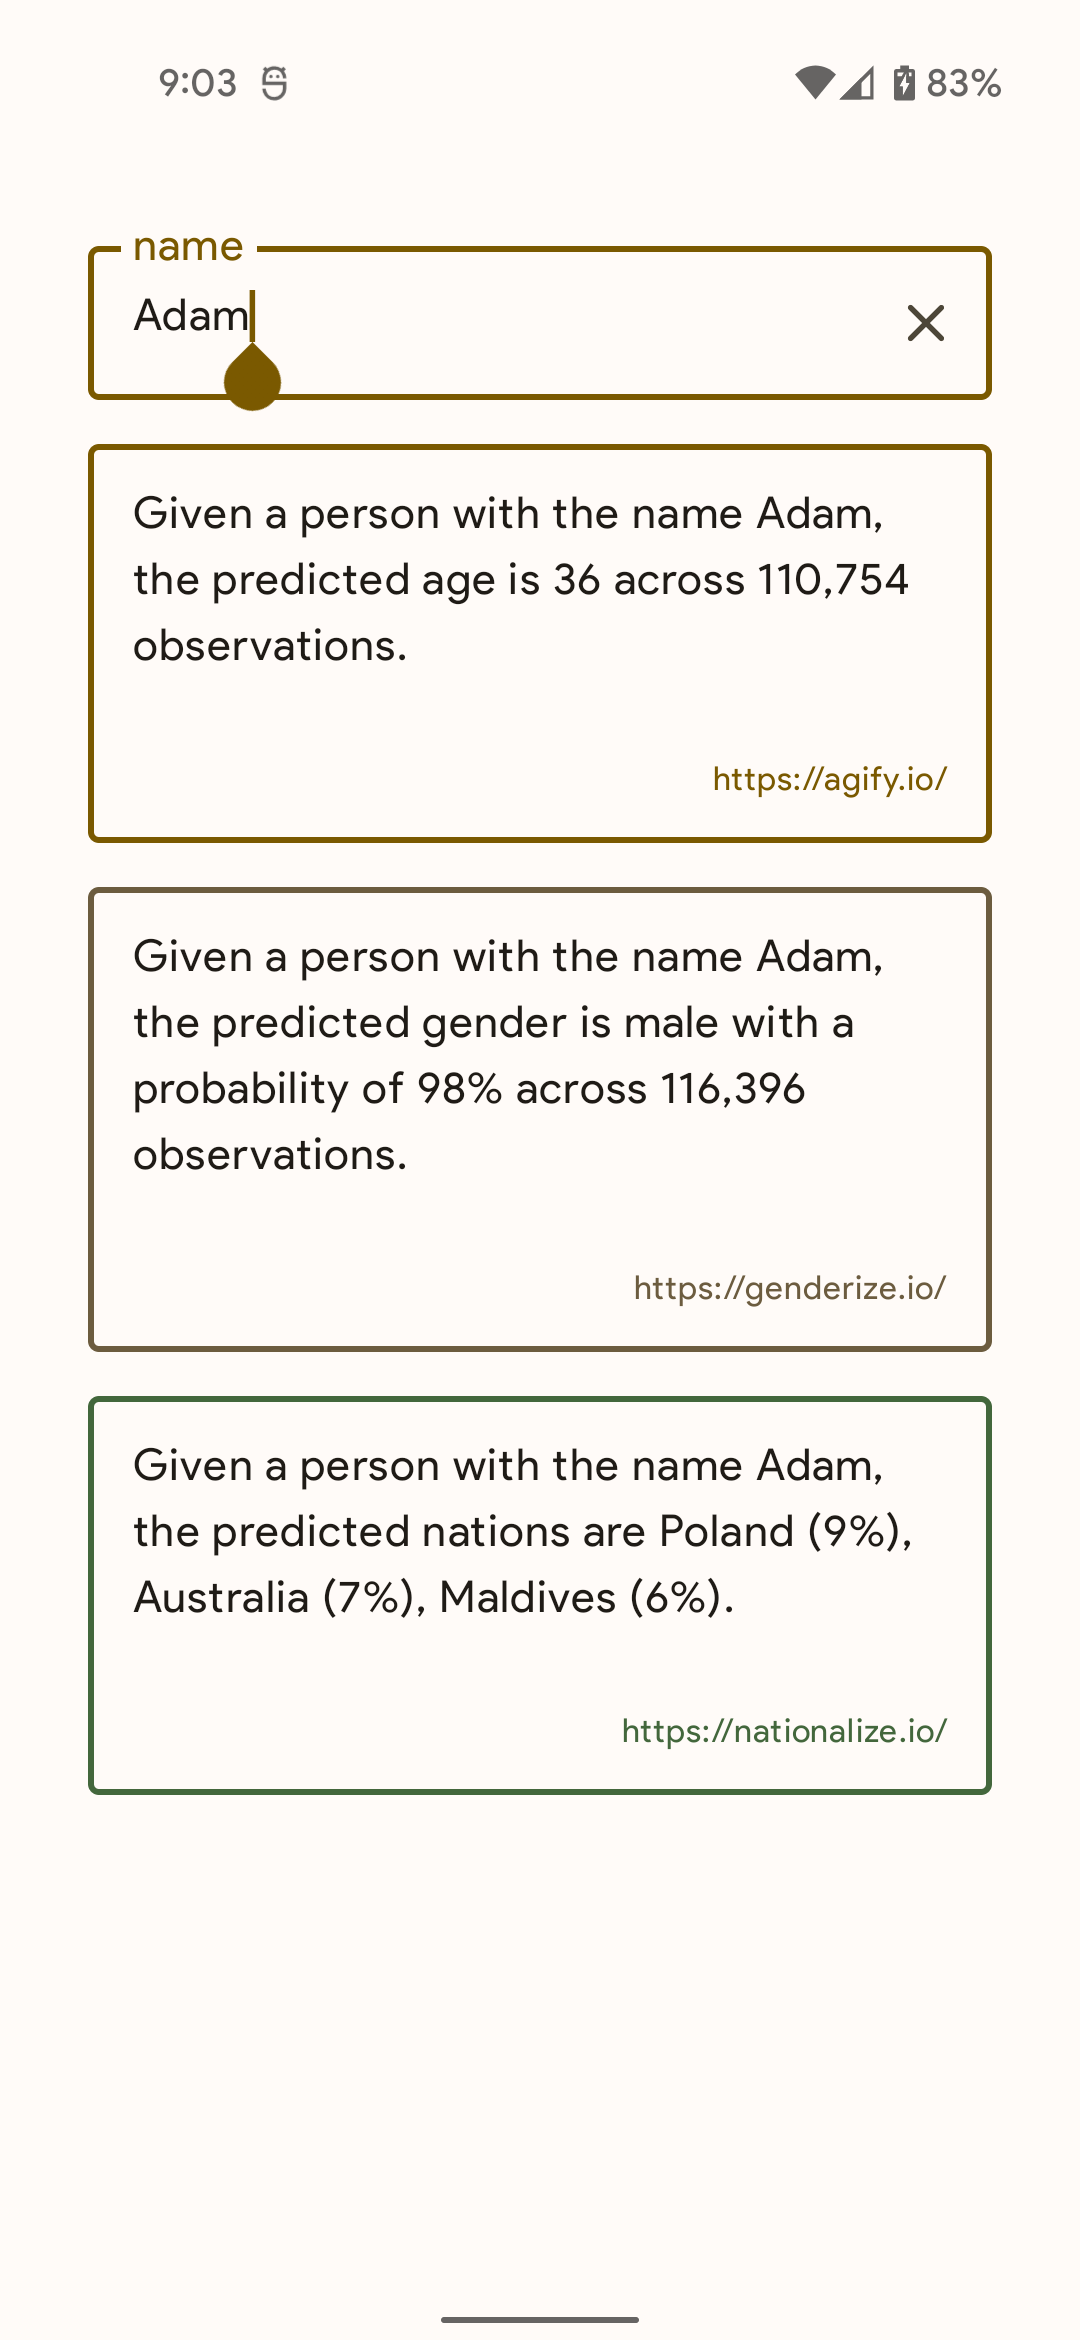 9:03
83%
name
Adam
Given a person with the name Adam,
the predicted age is 36 across 110,754
observations.
https://agify.io/
Given a person with the name Adam,
the predicted gender is male with a
probability of 98% across 116,396
observations.
https://genderize.io/
Given a person with the name Adam,
the predicted nations are Poland (9%),
Australia (7%), Maldives (6%).
https://nationalize.io/